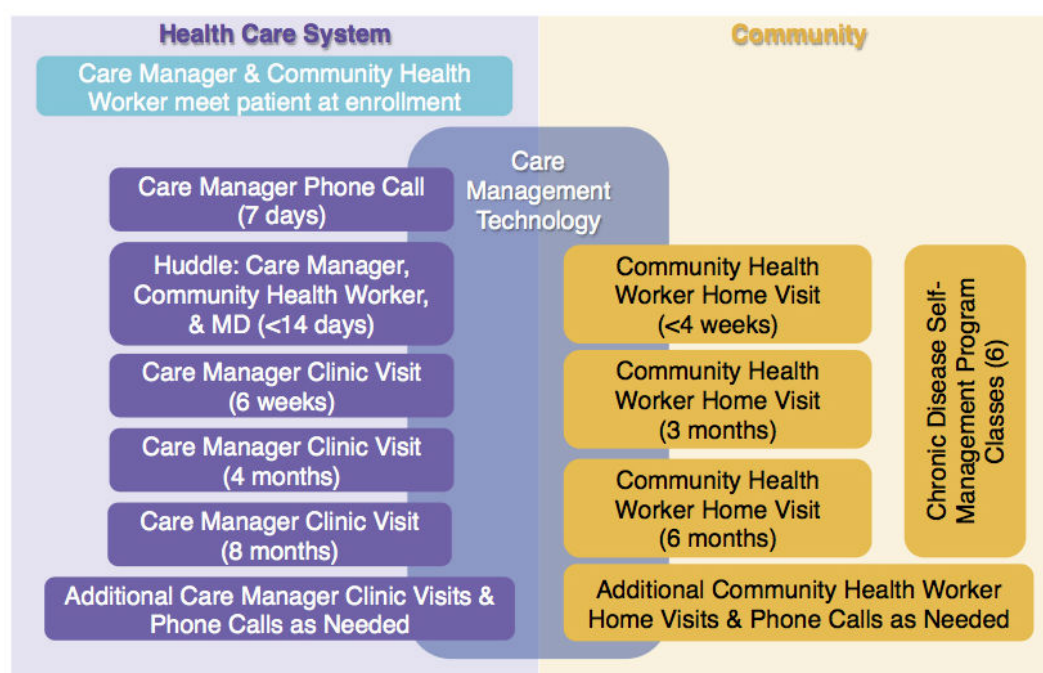 Health Care System
Care Manager & Community Health
Worker meet patient at enrollment
Care Manager Phone Call
(7 days)
Huddle: Care Manager,
Community Health Worker,
& MD (<14 days)
Care Manager Clinic Visit
(6 weeks)
Care Manager Clinic Visit
(4 months)
Care Manager Clinic Visit
(8 months)
Additional Care Manager Clinic Visits &
Phone Calls as Needed
Care
Management
Technology
Community
Community Health
Worker Home Visit
(<4 weeks)
Community Health
Worker Home Visit
(3 months)
Community Health
Worker Home Visit
(6 months)
Chronic Disease Self-
Management Program
Classes (6)
Additional Community Health Worker
Home Visits & Phone Calls as Needed